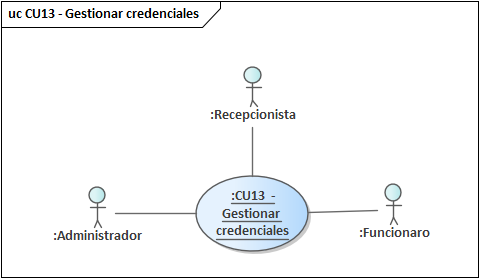 uc CU13 - Gestionar credenciales
:Recepcionista
:CU13 -
Gestionar
credenciales
:Administrador
:Funcionaro